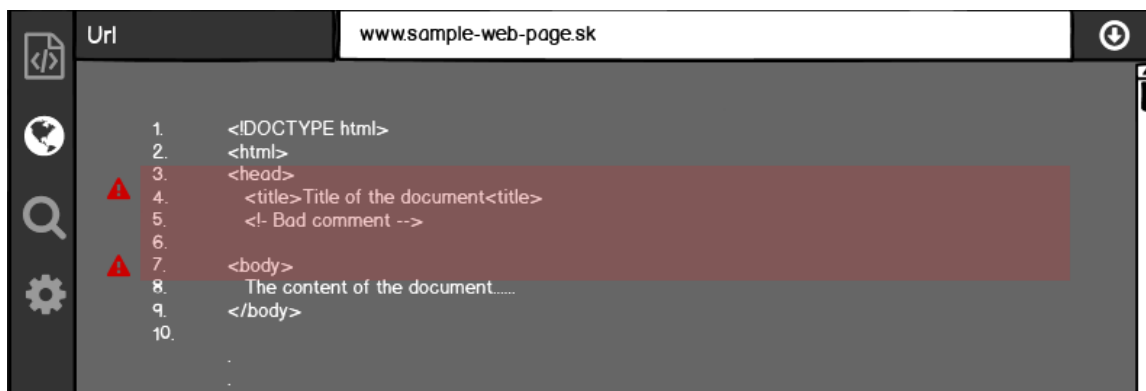 Url www.sample-web-page.sk
1. <!DOCTYPE html>
2. <html>
3. <head>
4. <title>Title of the document<title>
5. <!- Bad comment -->
6.
7. <body>
8. The content of the document......
9. </body>
10.
.
.